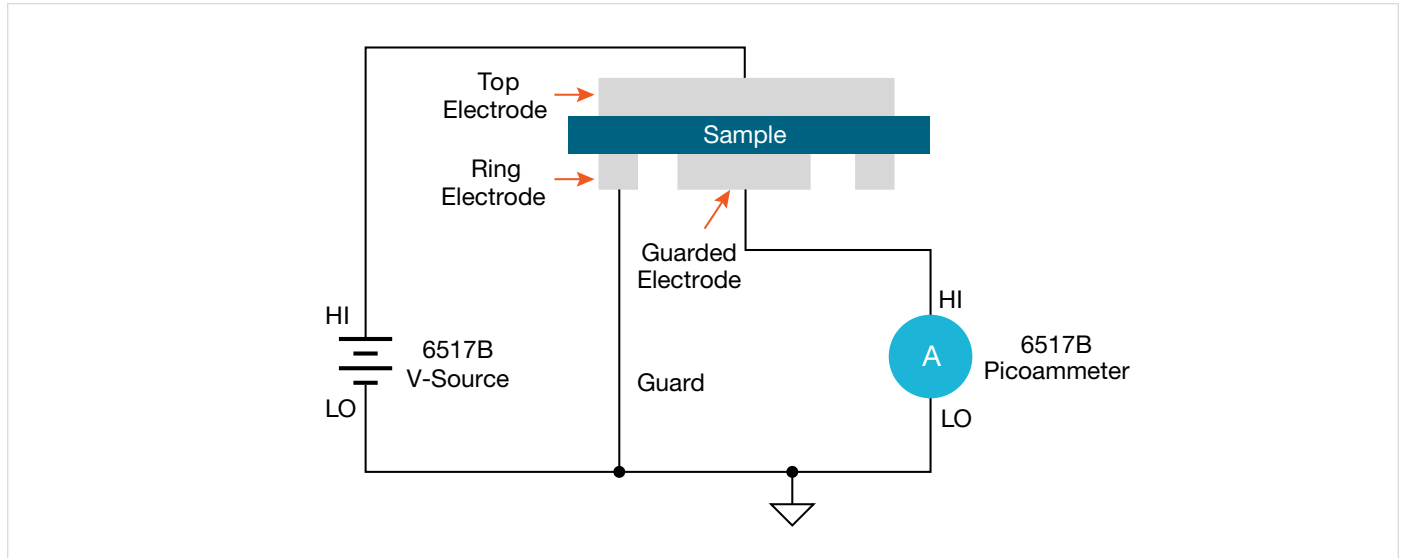 Top
Electrode
Sample
Ring
Electrode
Guarded
Electrode
HI
6517B
V-Source
LO
Guard
HI
A
6517B
Picoammeter
LO